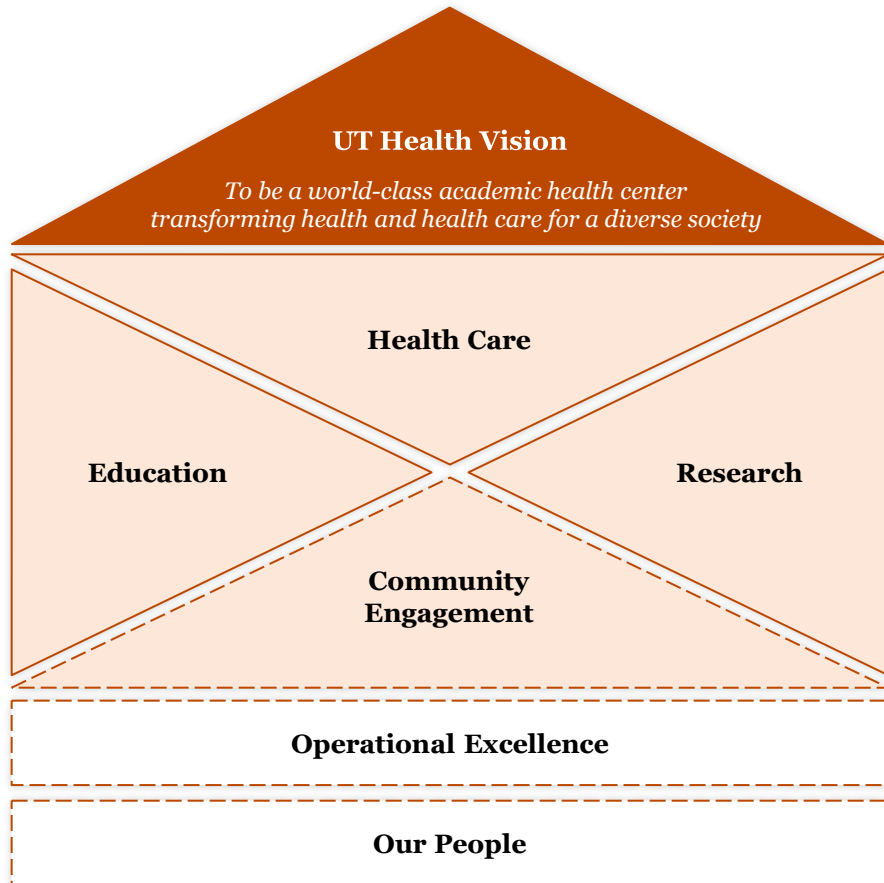 UT Health Vision
To be a world-class academic health center
transforming health and health care for a diverse society
Health Care
Education
Research
Community
Engagement
Operational Excellence
Our People